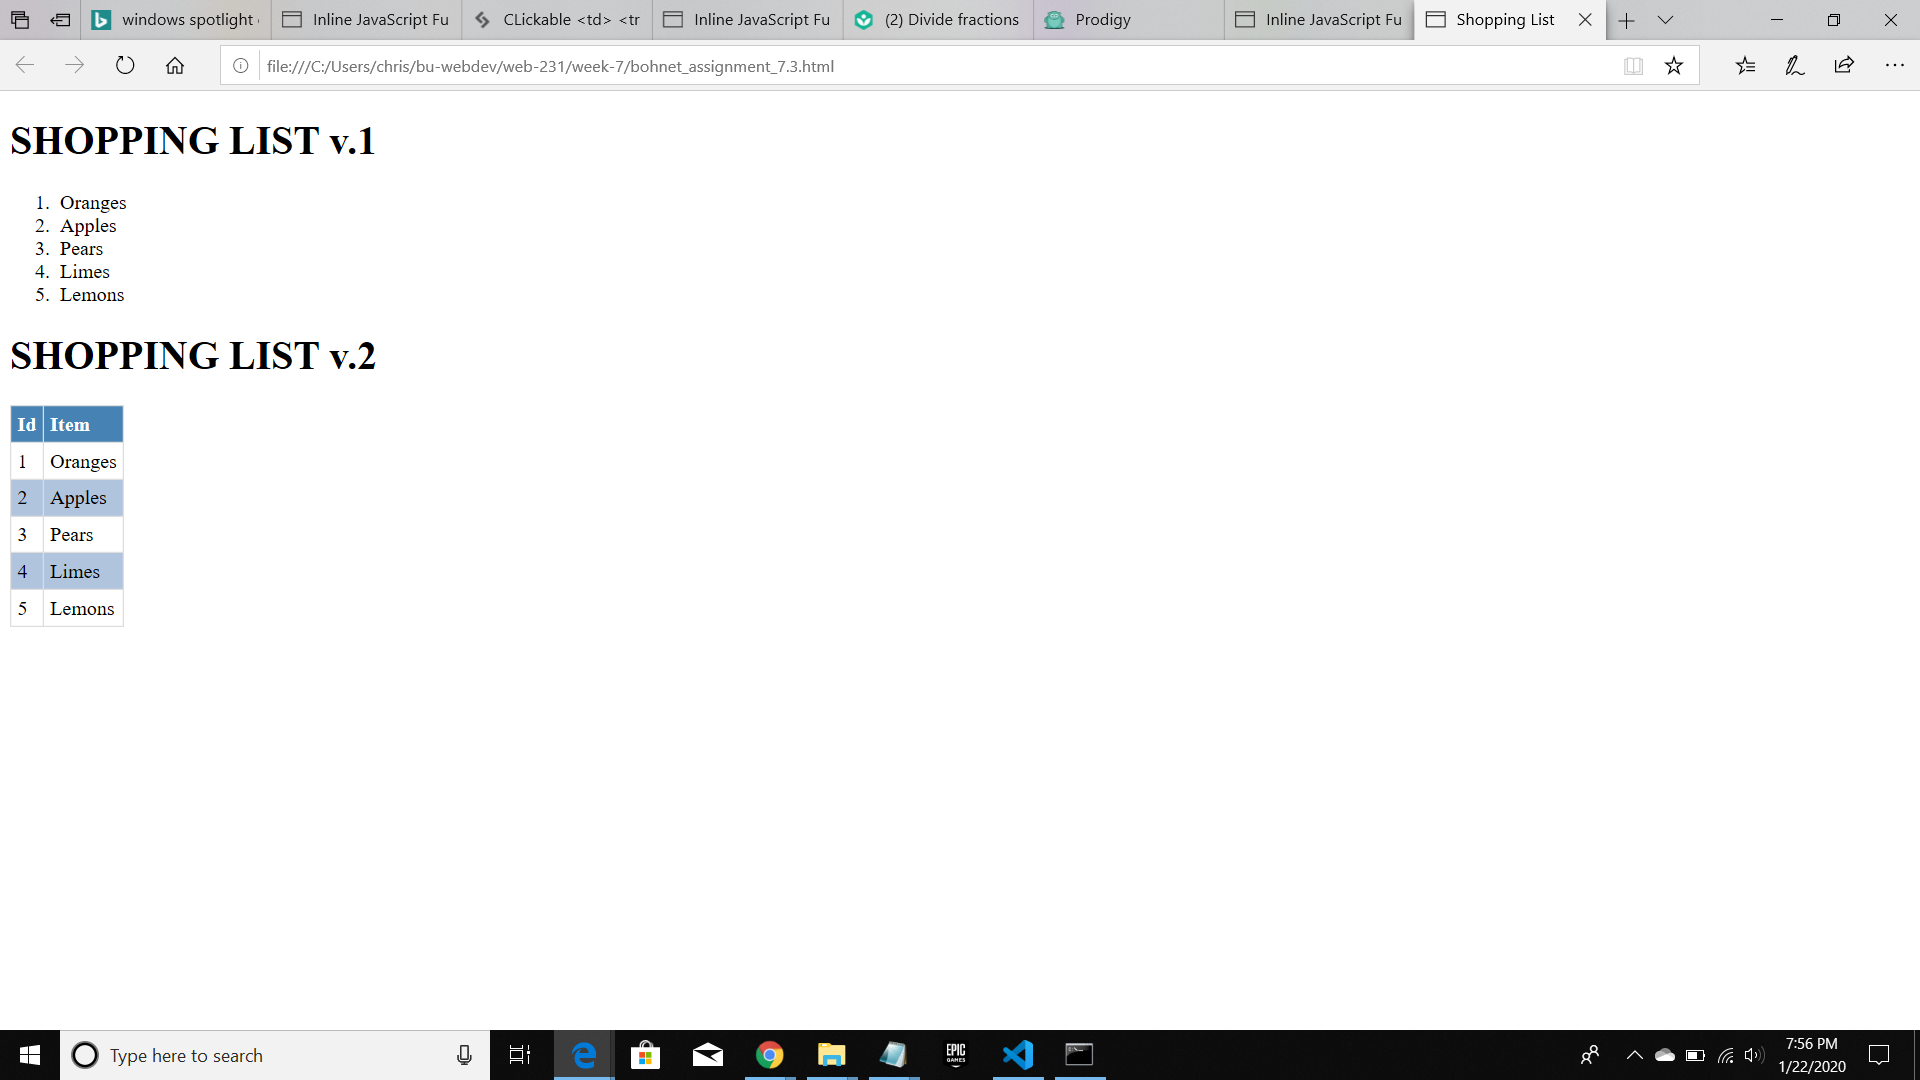 windows spotlight
Inline JavaScript Fu
CLickable <td> <tr
Inline JavaScript Fu
(2) Divide fractions
Prodigy
Inline JavaScript Fu
Shopping List
file:///C:/Users/chris/bu-webdev/web-231/week-7/bohnet_assignment_7.3.html
SHOPPING LIST v.1
1. Oranges
2. Apples
3. Pears
4. Limes
5. Lemons
SHOPPING LIST v.2
Id Item
1 Oranges
2 Apples
3 Pears
4 Limes
5 Lemons
Type here to search
EPIC
GAMES
7:56 PM
1/22/2020